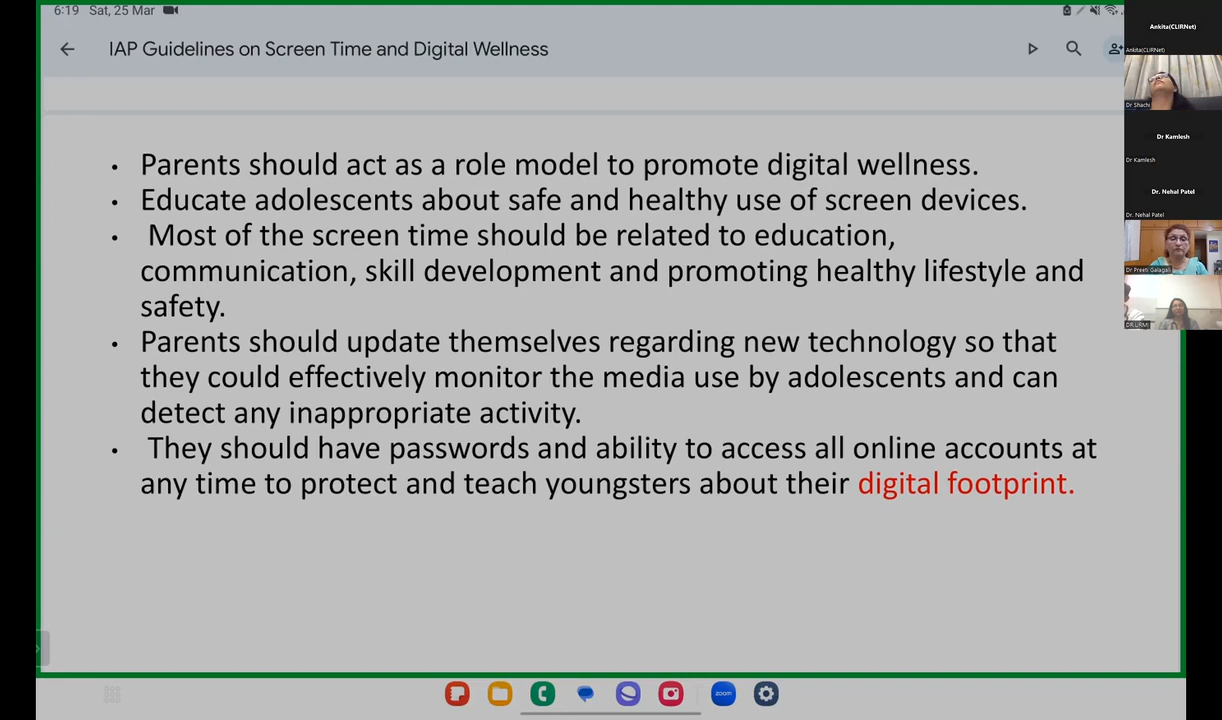 6:19 Sat, 25 Mar
IAP Guidelines on Screen Time and Digital Wellness
• Parents should act as a role model to promote digital wellness.
• Educate adolescents about safe and healthy use of screen devices.
• Most of the screen time should be related to education,
communication, skill development and promoting healthy lifestyle and
safety.
• Parents should update themselves regarding new technology so that
they could effectively monitor the media use by adolescents and can
detect any inappropriate activity.
• They should have passwords and ability to access all online accounts at
any time to protect and teach youngsters about their digital footprint.
zoom
Ankita(CLIRNet)
Ankita(CLIRNet)
Dr Shachi
Dr Kamlesh
Dr Kamlesh
Dr. Nehal Patel
Dr. Nehal Patel
Dr Preeti Galagali
DR URMI